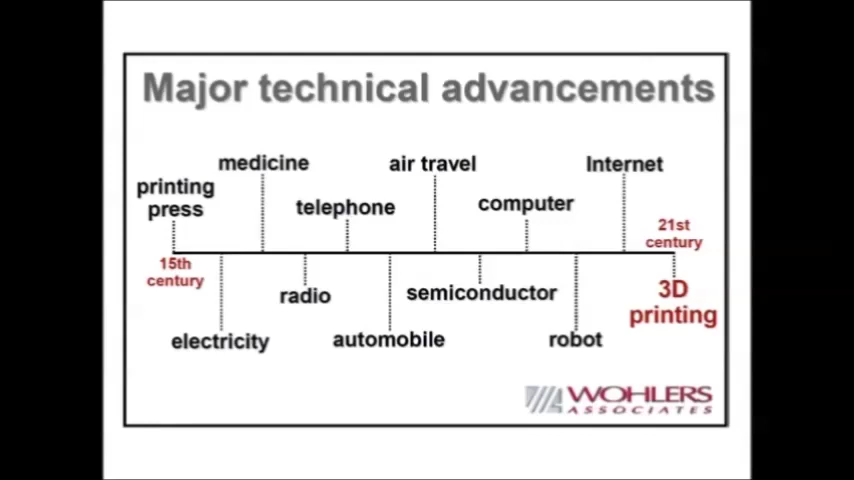 Major technical advancements
medicine
air travel
Internet
printing
press
telephone
computer
21st
century
15th
century
radio
semiconductor
3D
printing
electricity
automobile
robot
WOHLERS
ASSOCIATES